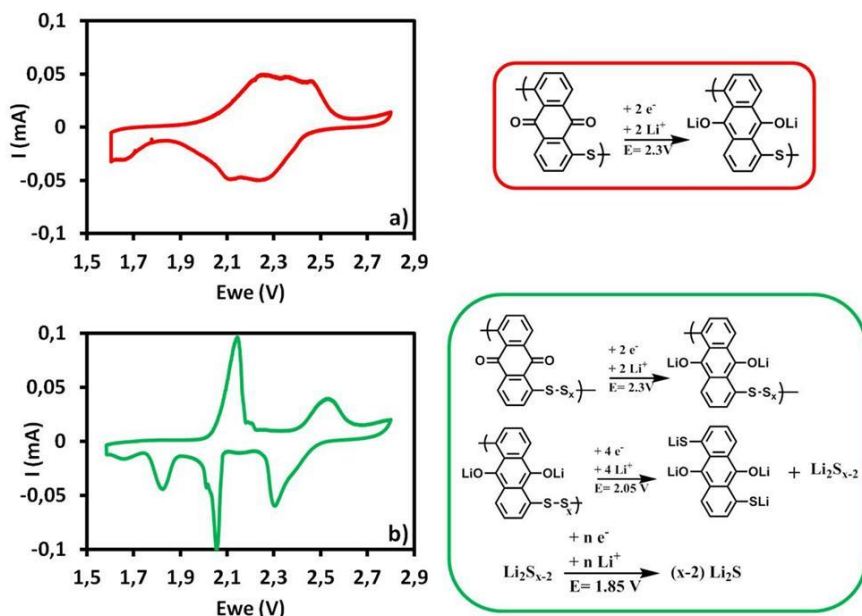 0,1
0,05
0
-0,05
-0,1
I (mA)
a)
1,5 1,7 1,9 2,1 2,3 2,5 2,7 2,9
Ewe (V)
O O
S
+ 2 e-
+ 2 Li+
E= 2.3V
LiO OLi
S
0,1
0,05
0
-0,05
-0,1
I (mA)
b)
1,5 1,7 1,9 2,1 2,3 2,5 2,7 2,9
Ewe (V)
O O
S-Sx
+ 2 e-
+ 2 Li+
E= 2.3V
LiO OLi
S-Sx
LiO OLi
S-Sx
+ 4 e-
+ 4 Li+
E= 2.05 V
LiS
LiO OLi
SLi
+ Li2Sx-2
+ n e-
+ n Li+
Li2Sx-2 (x-2) Li2S
E= 1.85 V